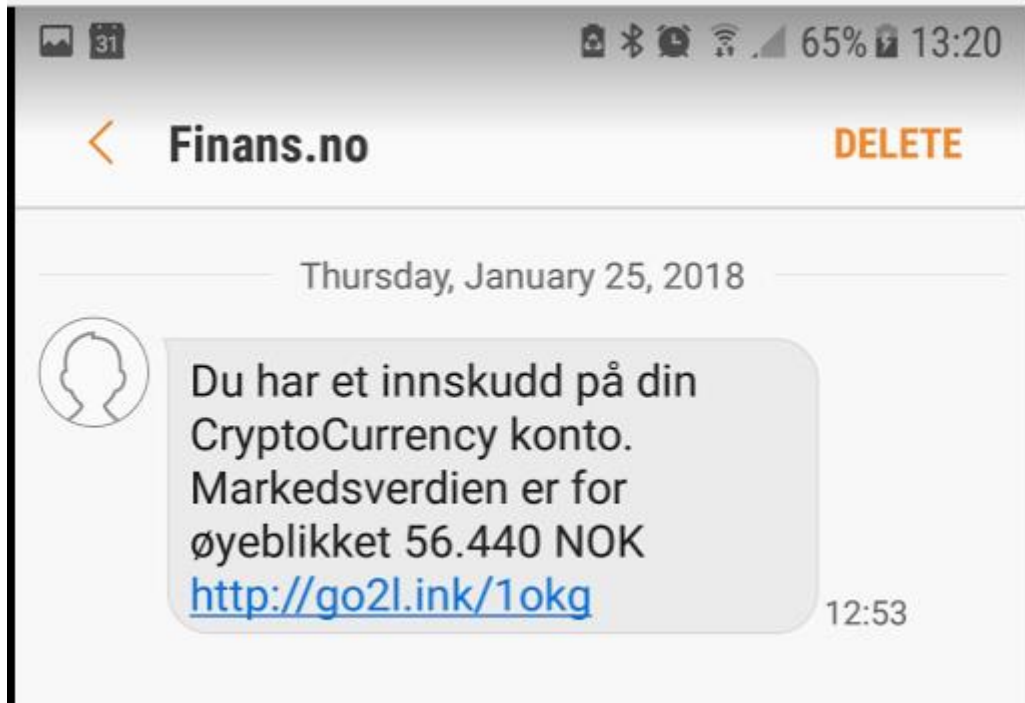 31 65% 13:20
Finans.no DELETE
Thursday, January 25, 2018
Du har et innskudd på din
CryptoCurrency konto.
Markedsverdien er for
øyeblikket 56.440 NOK
http://go2l.ink/1okg
12:53